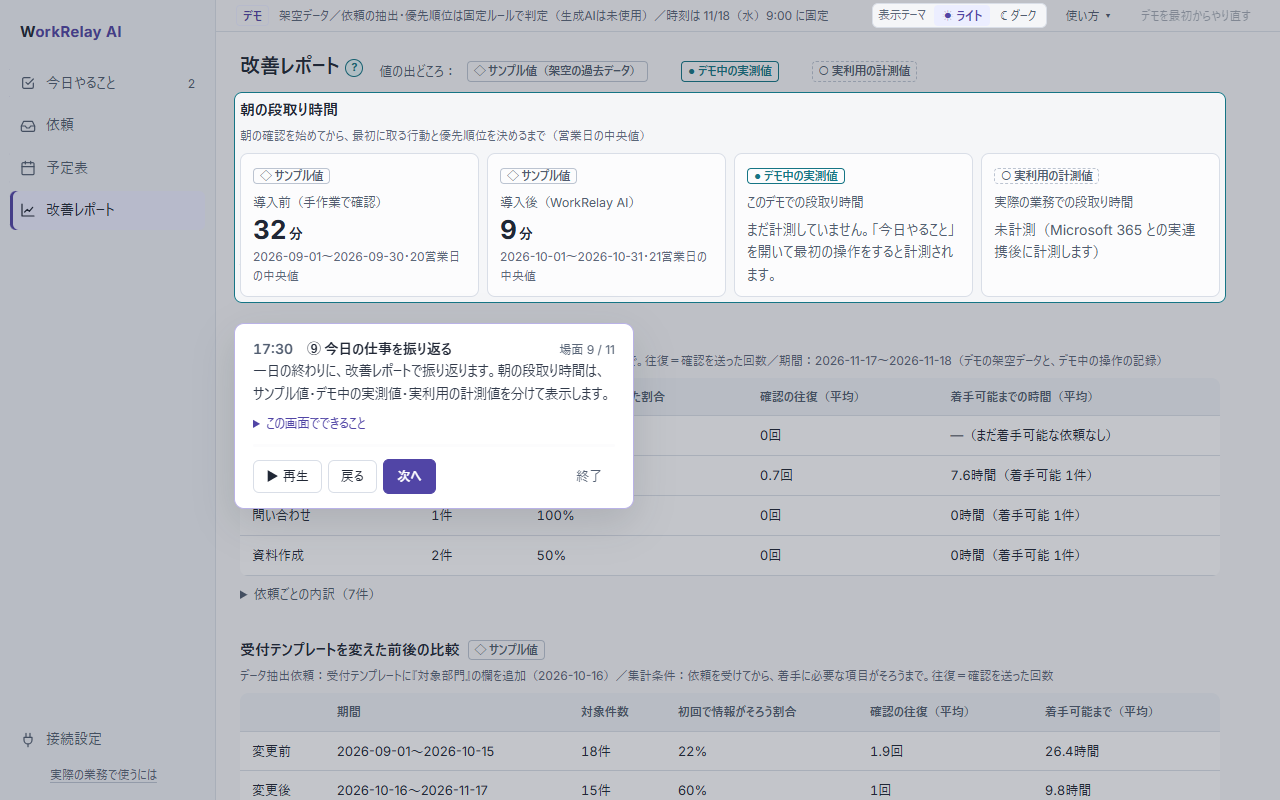 WorkRelay AI
今日やること 2
依頼
予定表
改善レポート
接続設定
実際の業務で使うには
デモ 架空データ／依頼の抽出・優先順位は固定ルールで判定（生成AIは未使用）／時刻は 11/18（水）9:00 に固定
表示テーマ ● ライト ☾ ダーク 使い方 ▾ デモを最初からやり直す
改善レポート ? 値の出どころ： ◇ サンプル値（架空の過去データ） ● デモ中の実測値 ○ 実利用の計測値
朝の段取り時間
朝の確認を始めてから、最初に取る行動と優先順位を決めるまで（営業日の中央値）
◇ サンプル値
導入前（手作業で確認）
32 分
2026-09-01〜2026-09-30・20営業日
の中央値
◇ サンプル値
導入後（WorkRelay AI）
9 分
2026-10-01〜2026-10-31・21営業日の
中央値
● デモ中の実測値
このデモでの段取り時間
まだ計測していません。「今日やること」
を開いて最初の操作をすると計測され
ます。
○ 実利用の計測値
実際の業務での段取り時間
未計測（Microsoft 365 との実連
携後に計測します）
17:30 ⑨ 今日の仕事を振り返る 場面 9 / 11
一日の終わりに、改善レポートで振り返ります。朝の段取り時間は、
サンプル値・デモ中の実測値・実利用の計測値を分けて表示します。
▶ この画面でできること
▶ 再生 戻る 次へ 終了
。往復＝確認を送った回数／期間：2026-11-17〜2026-11-18（デモの架空データと、デモ中の操作の記録）
た割合 確認の往復（平均） 着手可能までの時間（平均）
0回 —（まだ着手可能な依頼なし）
0.7回 7.6時間（着手可能 1件）
問い合わせ 1件 100% 0回 0時間（着手可能 1件）
資料作成 2件 50% 0回 0時間（着手可能 1件）
▶ 依頼ごとの内訳（7件）
受付テンプレートを変えた前後の比較 ◇ サンプル値
データ抽出依頼：受付テンプレートに『対象部門』の欄を追加（2026-10-16）／集計条件：依頼を受けてから、着手に必要な項目がそろうまで。往復＝確認を送った回数
期間 対象件数 初回で情報がそろう割合 確認の往復（平均） 着手可能まで（平均）
変更前 2026-09-01〜2026-10-15 18件 22% 1.9回 26.4時間
変更後 2026-10-16〜2026-11-17 15件 60% 1回 9.8時間